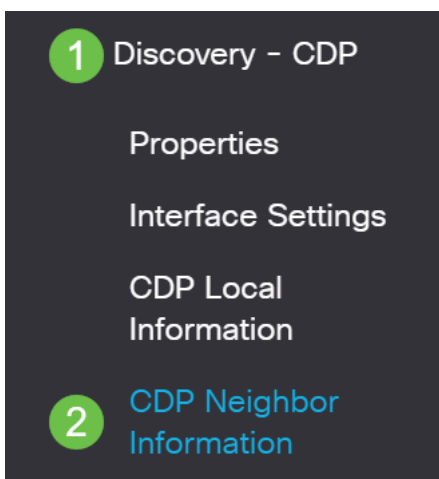 1 Discovery - CDP
Properties
Interface Settings
CDP Local
Information
2 CDP Neighbor
Information